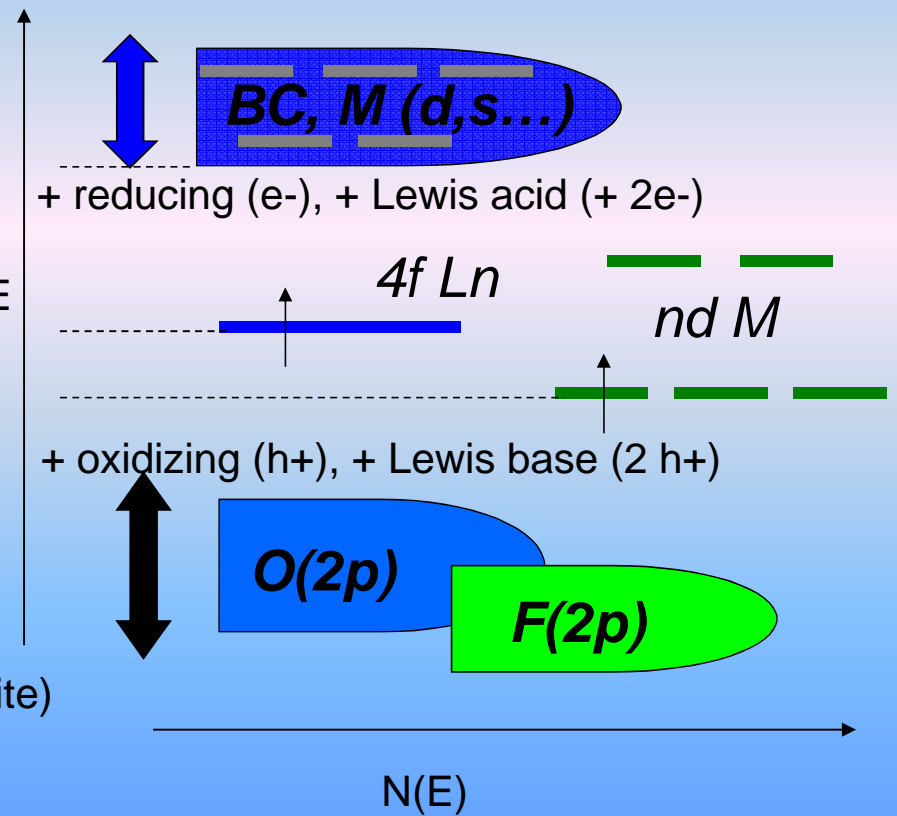 BC, M (d,s…)
+ reducing (e-), + Lewis acid (+ 2e-)
4f Ln
E
nd M
+ oxidizing (h+), + Lewis base (2 h+)
O(2p)
F(2p)
ite)
N(E)